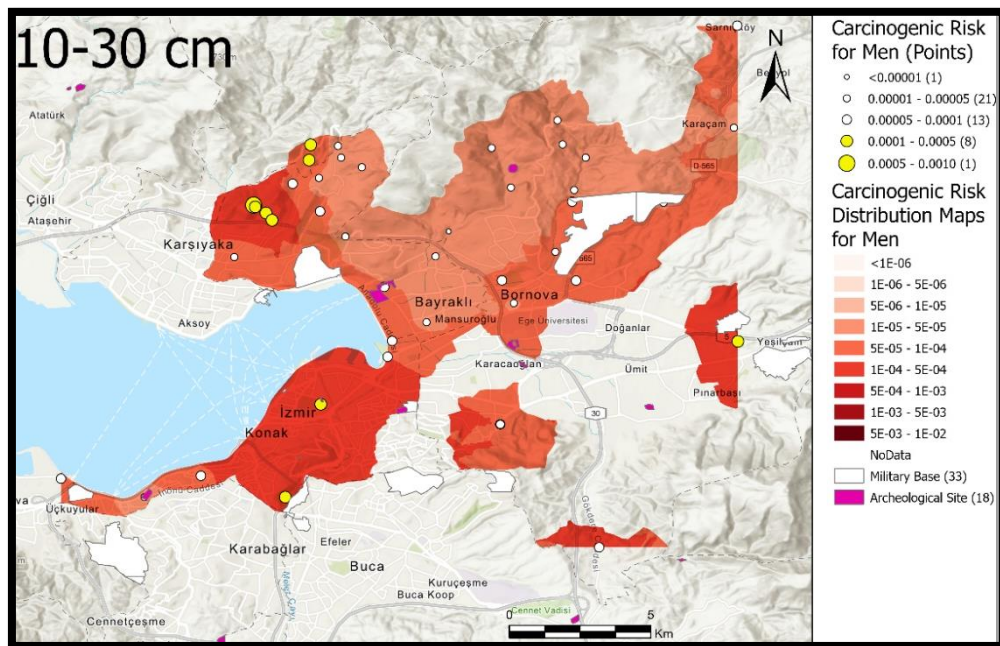 10-30 cm
Sarnıçköy
N
Atatürk
Karaçam
D-565
Çiğli
Ataşehir
Karşıyaka
565
Bayraklı
Bornova
Mansuroğlu
Ege Üniversitesi
Aksoy
Doğanlar
Yeşilçam
Karacaoğlan
Ümit
Pınarbaşı
İzmir
30
Konak
Üçkuyular
Karabağlar
Efeler
Buca
Kuruçeşme
Buca Koop
Cennetçeşme
Cennet Vadisi
0
5
Km
Carcinogenic Risk
for Men (Points)
<0.00001 (1)
0.00001 - 0.00005 (21)
0.00005 - 0.0001 (13)
0.0001 - 0.0005 (8)
0.0005 - 0.0010 (1)
Carcinogenic Risk
Distribution Maps
for Men
<1E-06
1E-06 - 5E-06
5E-06 - 1E-05
1E-05 - 5E-05
5E-05 - 1E-04
1E-04 - 5E-04
5E-04 - 1E-03
1E-03 - 5E-03
5E-03 - 1E-02
NoData
Military Base (33)
Archeological Site (18)